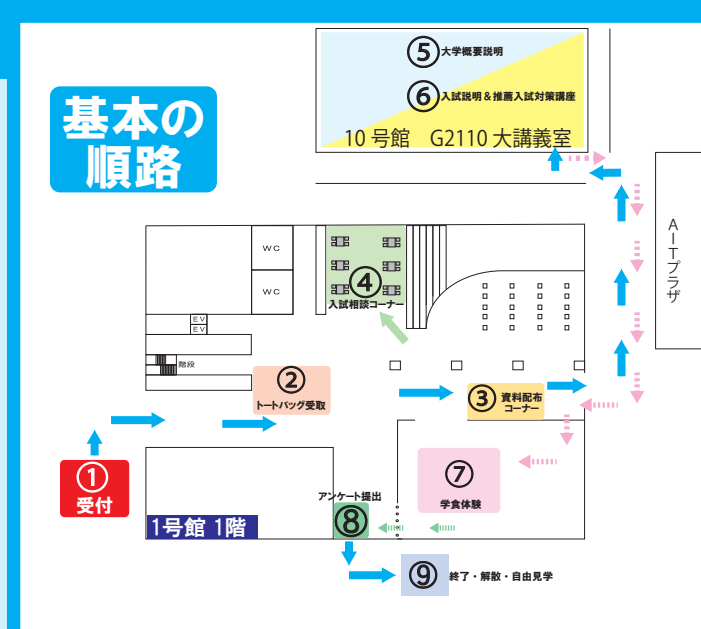 基本の
順路
⑤大学概要説明
⑥入試説明&推薦入試対策講座
10号館 G2110大講義室
AITプラザ
WC
WC
④
入試相談コーナー
EV
EV
階段
②
トートバッグ受取
③資料配布
コーナー
①
受付
⑦
学食体験
アンケート提出
⑧
1号館 1階
⑨終了・解散・自由見学